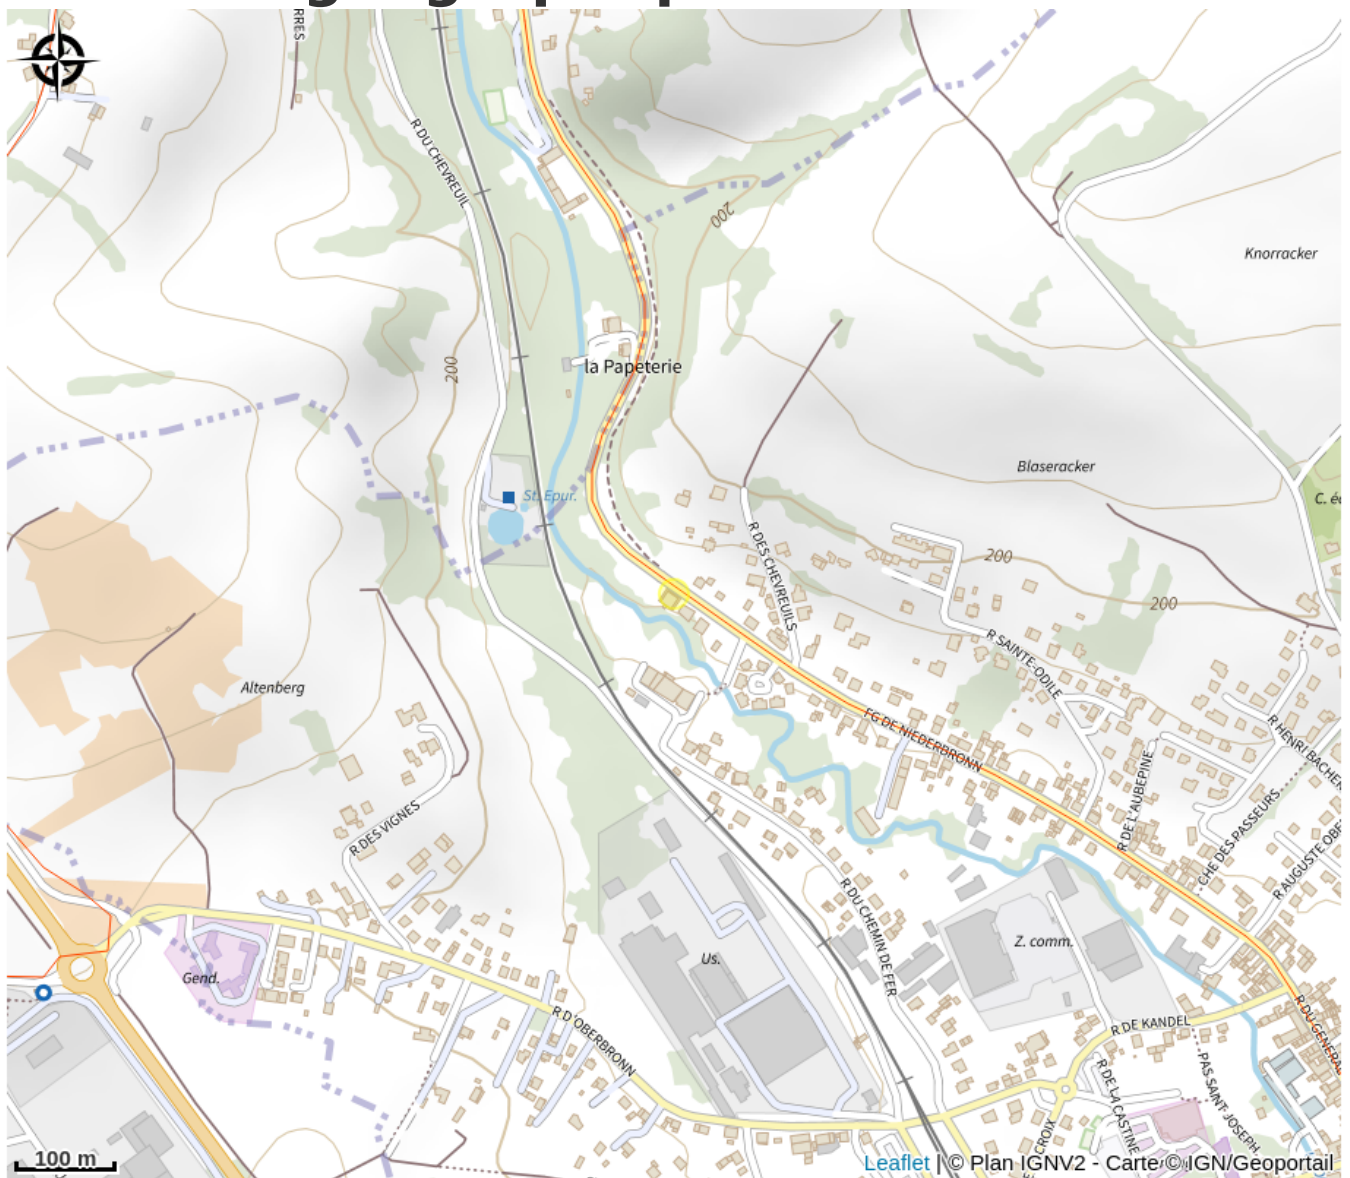 R DU CHEVREUIL
200
Knorracker
la Papeterie
200
Blaseracker
St. Epur.
C. é
R DES CHEVREUILS
200
200
R SAINTE-ODILE
Altenberg
FG DE NIEDERBRONN
R HENRI BACHER
R DE L'AUBEPINE
CHE DES PASSEURS
R DES VIGNES
R AUGUSTE OBE
R DU CHEMIN DE FER
Z. comm.
Us.
Gend.
R D'OBERBRONN
R DE KANDEL
R DU GENERAL
R DE LA CASTINE
PAS SAINT-JOSEPH
CROIX
100 m
Leaflet | © Plan IGNV2 - Carte © IGN/Geoportail